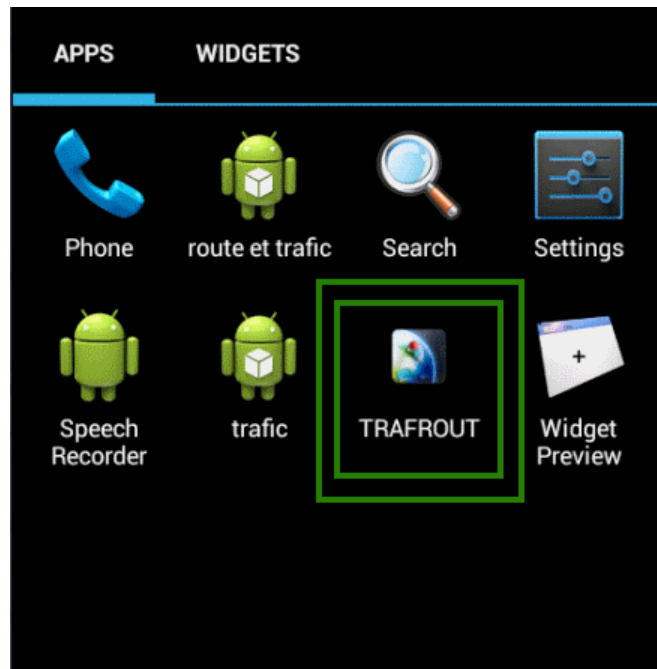 APPS WIDGETS
Phone route et trafic Search Settings
Speech Recorder trafic TRAFROUT Widget Preview